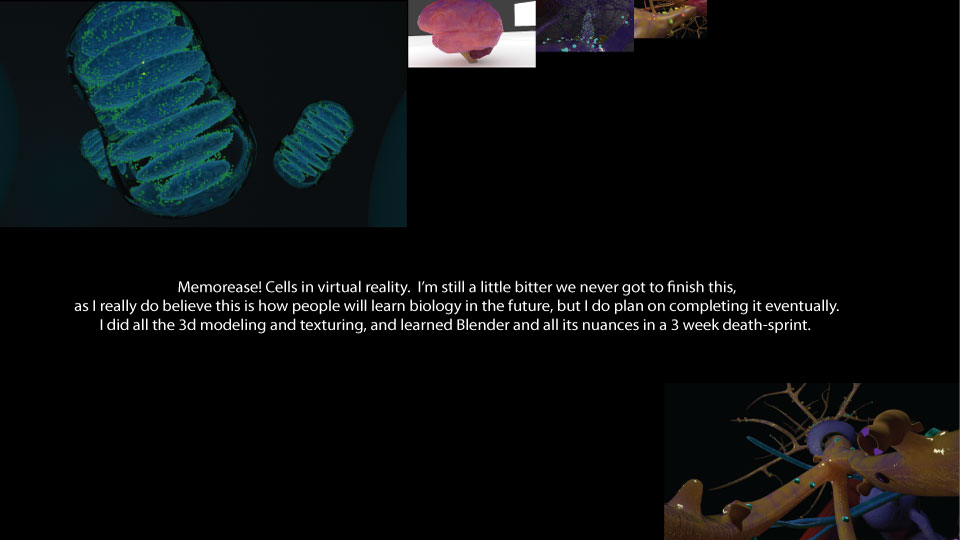 Memorease! Cells in virtual reality.  I'm still a little bitter we never got to finish this,
as I really do believe this is how people will learn biology in the future, but I do plan on completing it eventually.
I did all the 3d modeling and texturing, and learned Blender and all its nuances in a 3 week death-sprint.